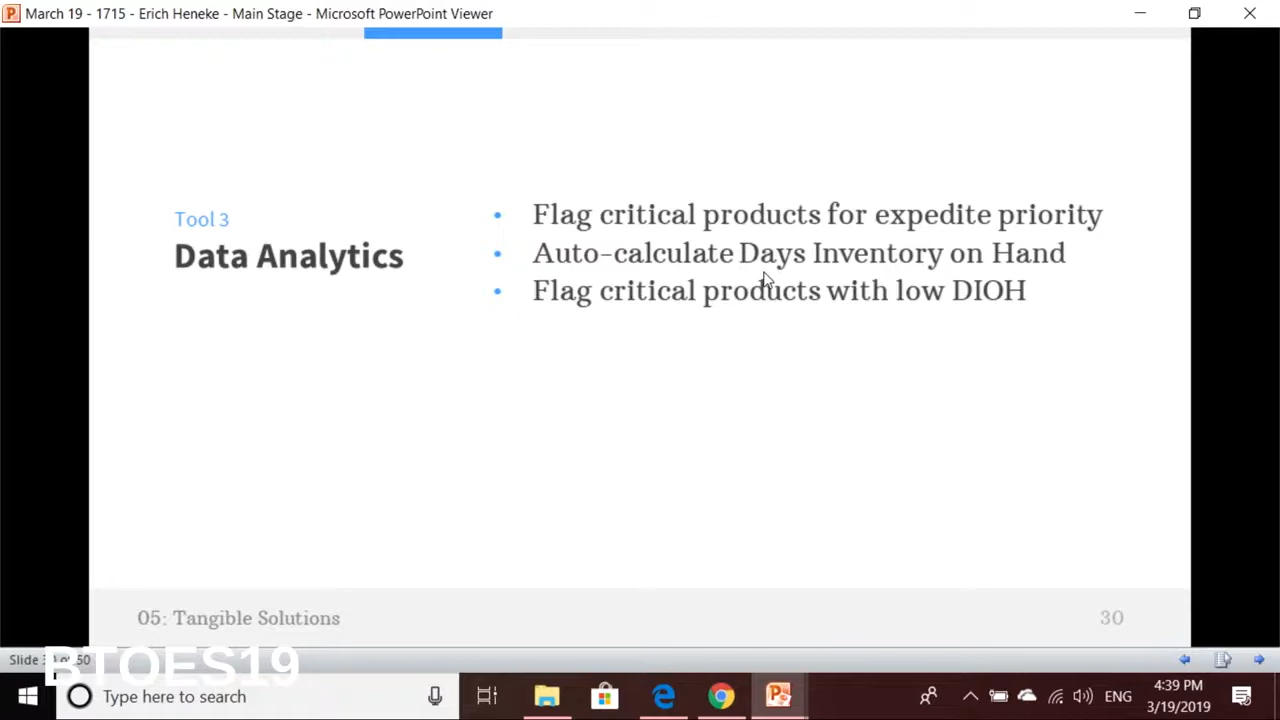 March 19 - 1715 - Erich Heneke - Main Stage - Microsoft PowerPoint Viewer
Tool 3
Data Analytics
• Flag critical products for expedite priority
• Auto-calculate Days Inventory on Hand
• Flag critical products with low DIOH
05: Tangible Solutions
30
Slide 30 of 50
BTOES19
Type here to search
ENG
4:39 PM
3/19/2019